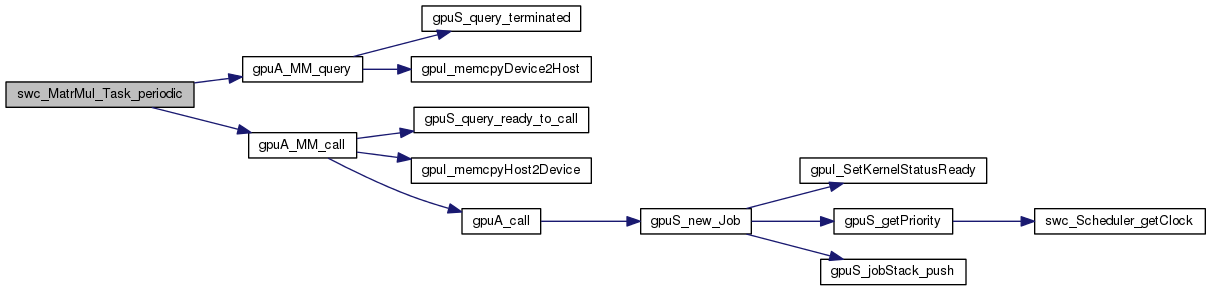 gpuS_query_terminated
gpuA_MM_query
gpuI_memcpyDevice2Host
swc_MatrMul_Task_periodic
gpuS_query_ready_to_call
gpuA_MM_call
gpuI_memcpyHost2Device
gpuI_SetKernelStatusReady
gpuA_call
gpuS_new_Job
gpuS_getPriority
swc_Scheduler_getClock
gpuS_jobStack_push